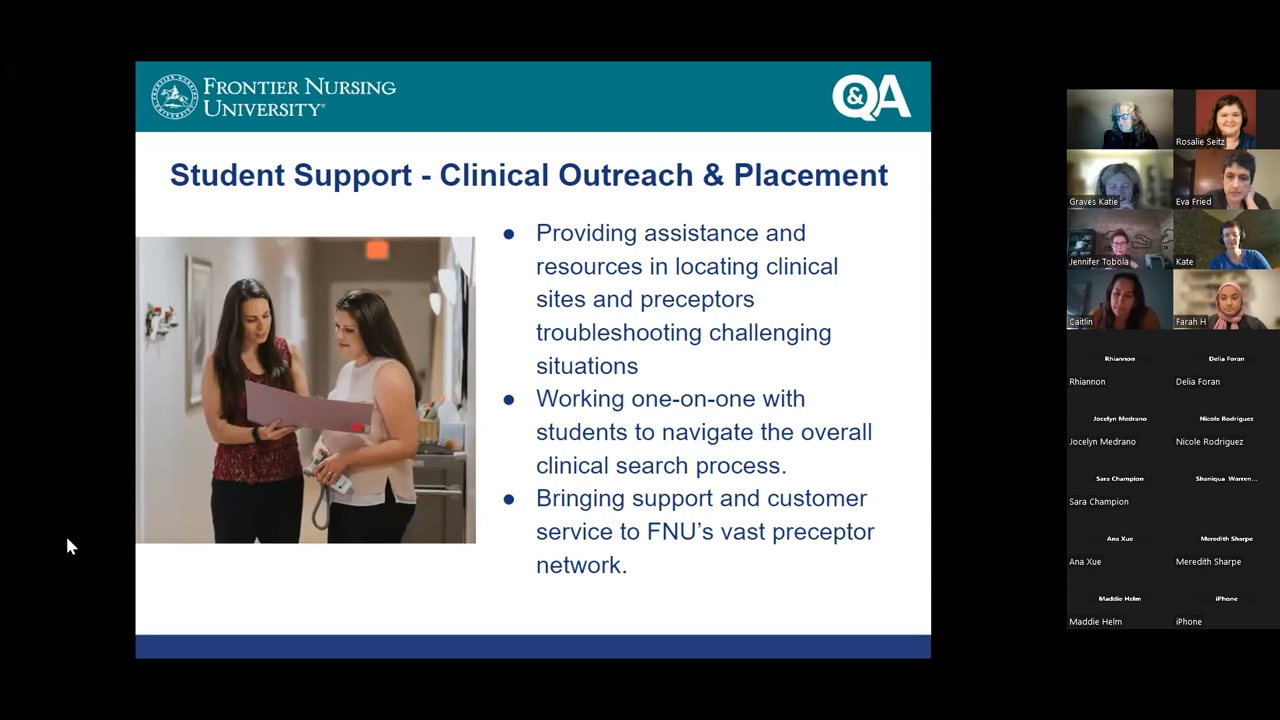 FRONTIER NURSING
UNIVERSITY®
Q&A
Student Support - Clinical Outreach & Placement
● Providing assistance and
resources in locating clinical
sites and preceptors
troubleshooting challenging
situations
● Working one-on-one with
students to navigate the overall
clinical search process.
● Bringing support and customer
service to FNU’s vast preceptor
network.
Rosalie Seitz
Graves Katie
Eva Fried
Jennifer Tobola
Kate
Caitlin
Farah H
Rhiannon
Rhiannon
Delia Foran
Delia Foran
Jocelyn Medrano
Jocelyn Medrano
Nicole Rodriguez
Nicole Rodriguez
Sara Champion
Sara Champion
Shaniqua Warren...
Ana Xue
Ana Xue
Meredith Sharpe
Meredith Sharpe
Maddie Helm
Maddie Helm
iPhone
iPhone